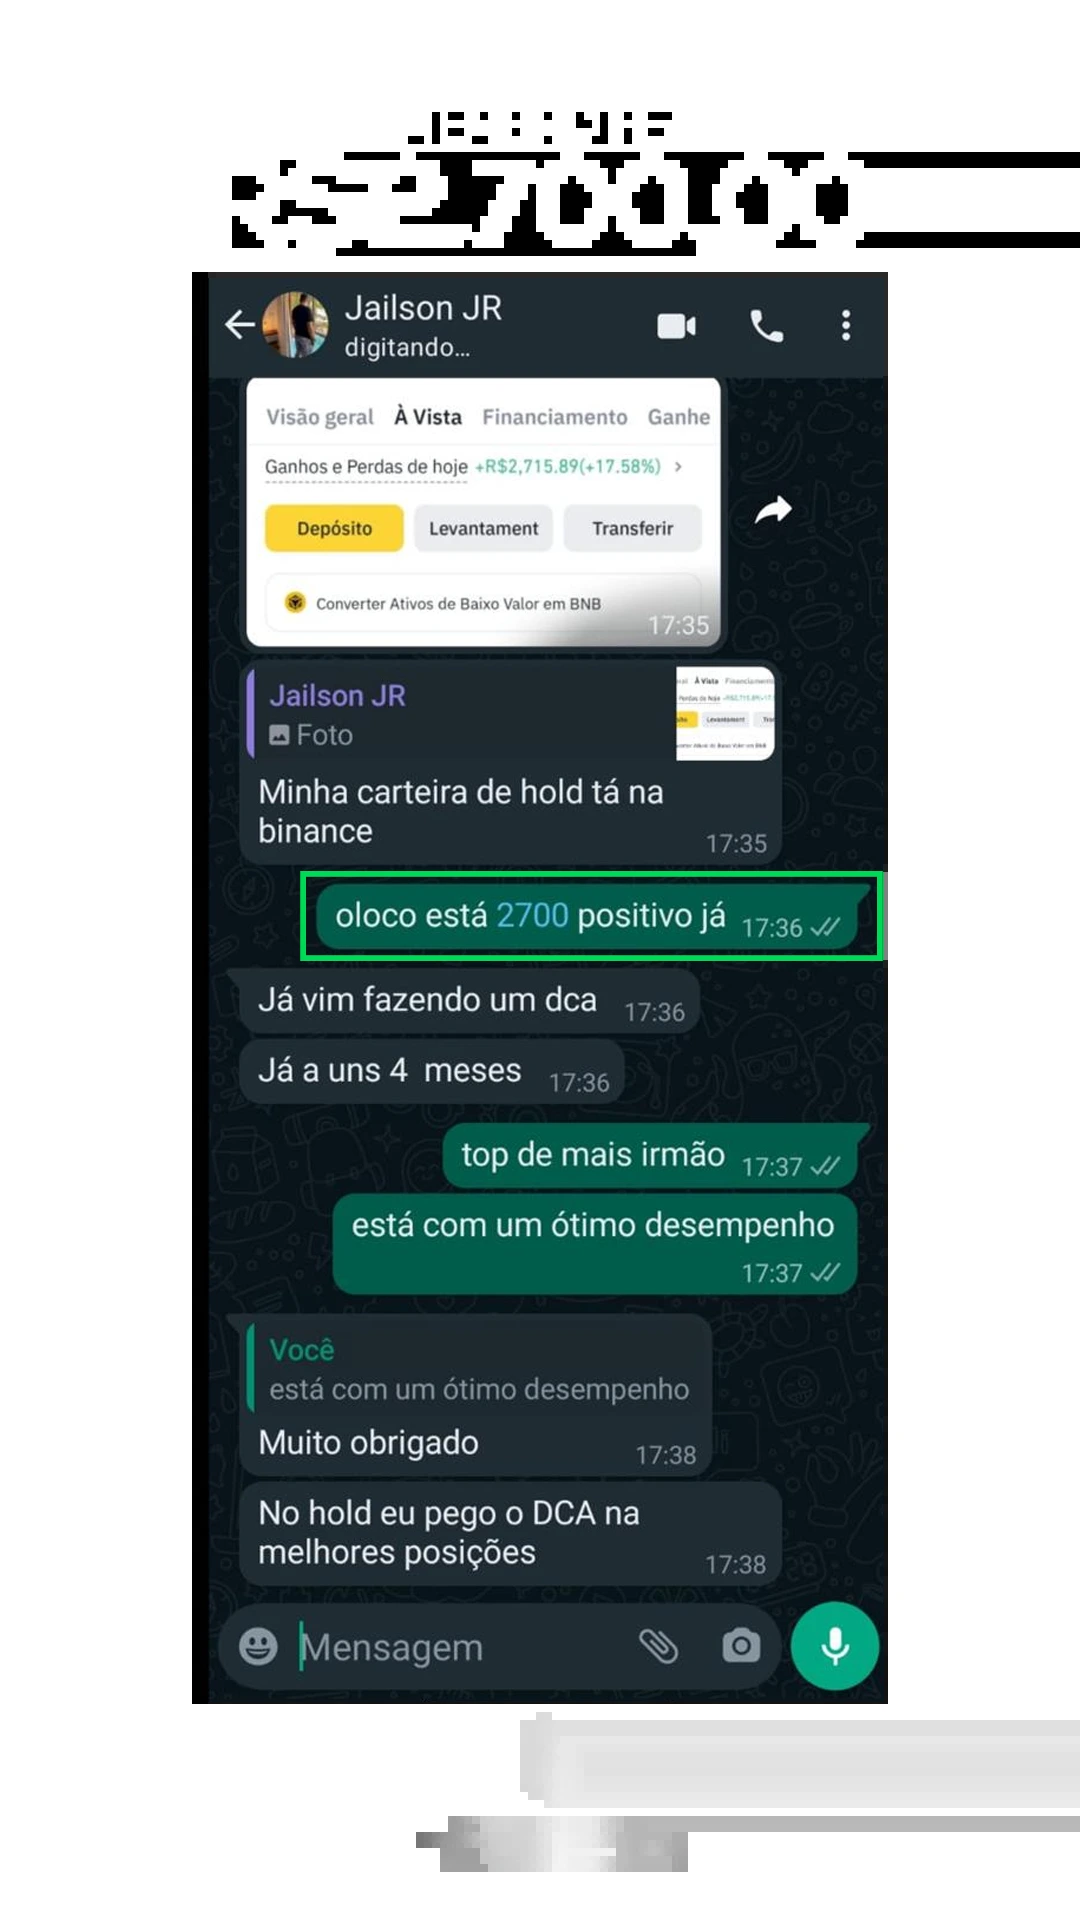 R$2.700,00
Jailson JR
digitando...
Visão geral À Vista Financiamento Ganhe
Ganhos e Perdas de hoje +R$2,715.89(+17.58%) >
Depósito Levantament Transferir
Converter Ativos de Baixo Valor em BNB
17:35
Jailson JR
Foto
Minha carteira de hold tá na
binance
17:35
oloco está 2700 positivo já 17:36
Já vim fazendo um dca 17:36
Já a uns 4 meses 17:36
top de mais irmão 17:37
está com um ótimo desempenho
17:37
Você
está com um ótimo desempenho
Muito obrigado 17:38
No hold eu pego o DCA na
melhores posições 17:38
Mensagem